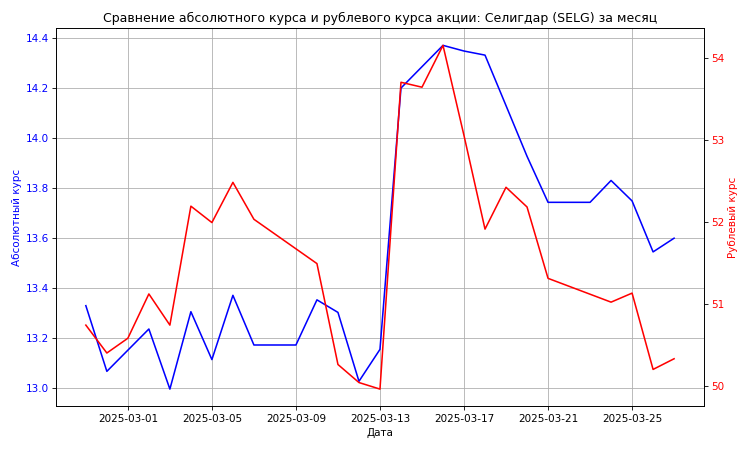 Сравнение абсолютного курса и рублевого курса акции: Селигдар (SELG) за месяц
Абсолютный курс
14.4
14.2
14.0
13.8
13.6
13.4
13.2
13.0
54
53
52
51
50
Рублевый курс
2025-03-01 2025-03-05 2025-03-09 2025-03-13 2025-03-17 2025-03-21 2025-03-25
Дата